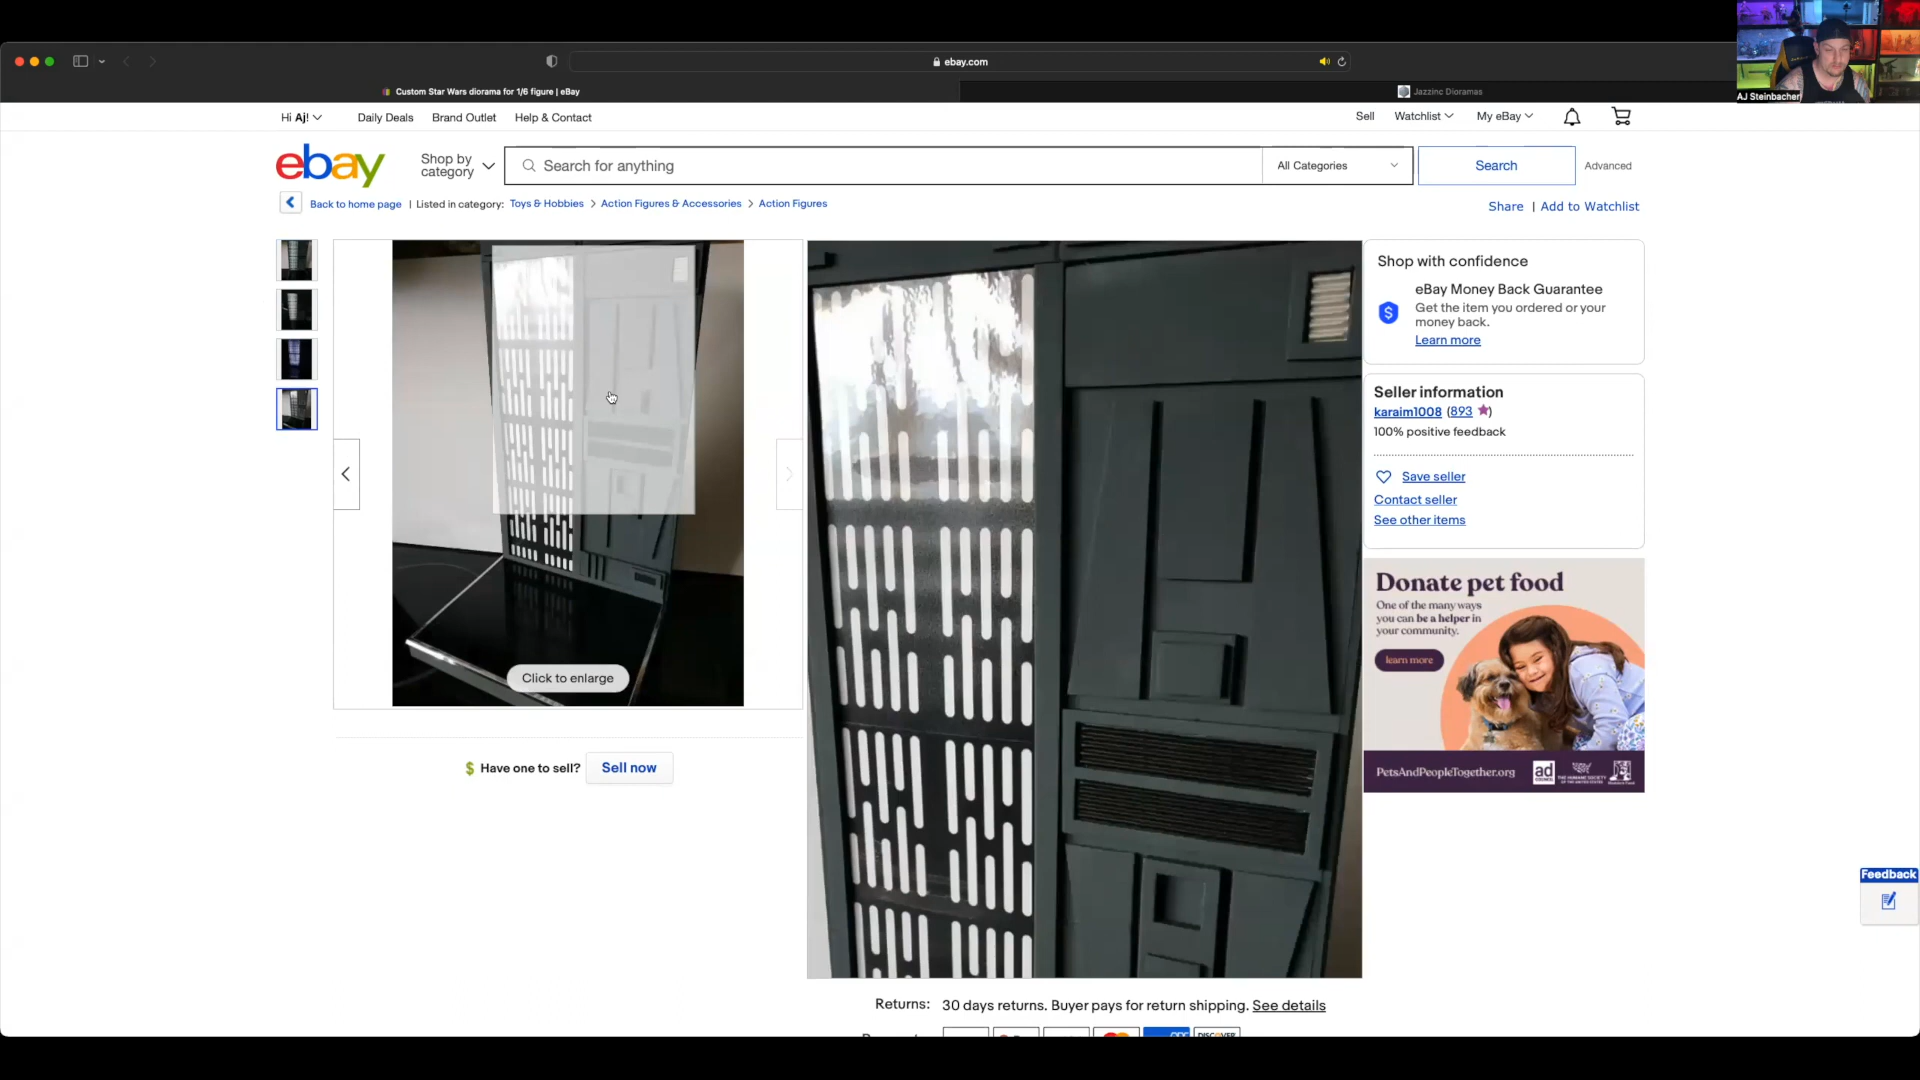 ebay.com
Custom Star Wars diorama for 1/6 figure | eBay
Jazzinc Dioramas
AJ Steinbacher
Hi Aj!
Daily Deals
Brand Outlet
Help & Contact
Sell
Watchlist
My eBay
ebay
Shop by category
Search for anything
All Categories
Search
Advanced
Back to home page | Listed in category: Toys & Hobbies > Action Figures & Accessories > Action Figures
Share | Add to Watchlist
Click to enlarge
$ Have one to sell? Sell now
Shop with confidence
eBay Money Back Guarantee
Get the item you ordered or your
money back.
Learn more
Seller information
karaim1008 (893)
100% positive feedback
Save seller
Contact seller
See other items
Donate pet food
One of the many ways
you can be a helper in
your community.
learn more
PetsAndPeopleTogether.org
ad
Feedback
Returns: 30 days returns. Buyer pays for return shipping. See details